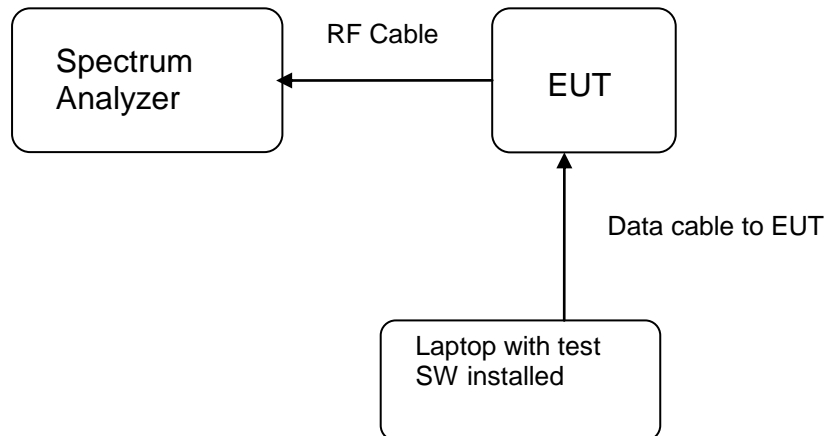 RF Cable
Spectrum
Analyzer
EUT
Data cable to EUT
Laptop with test
SW installed